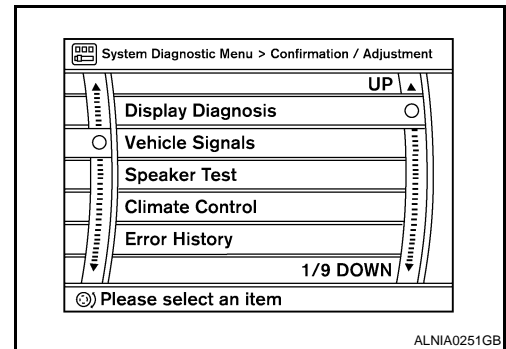 System Diagnostic Menu > Confirmation / Adjustment
UP
Display Diagnosis
Vehicle Signals
Speaker Test
Climate Control
Error History
1/9 DOWN
Please select an item
ALNIA0251GB